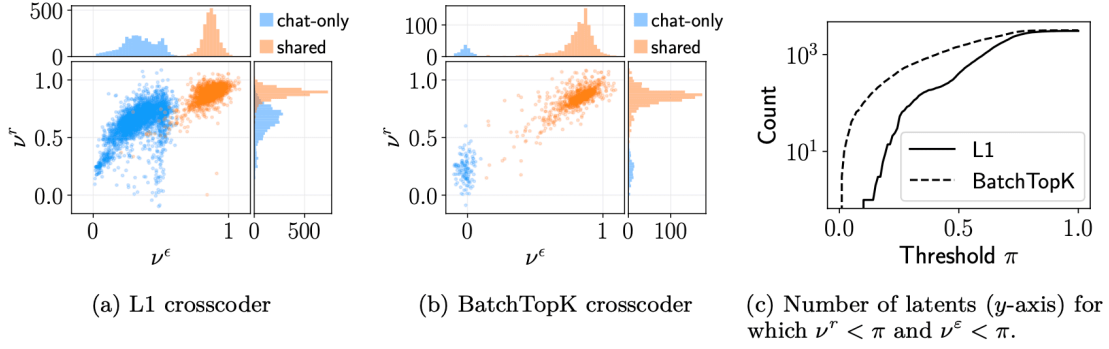 500
0
chat-only
shared
1.0
0.5
0.0
ν^r
0
1
0
500
ν^ϵ
(a) L1 crosscoder
100
0
chat-only
shared
1.0
0.5
0.0
ν^r
0
1
0
100
ν^ϵ
(b) BatchTopK crosscoder
10^3
10^1
Count
L1
BatchTopK
0.0
0.5
1.0
Threshold π
(c) Number of latents (y-axis) for
which ν^r < π and ν^ε < π.